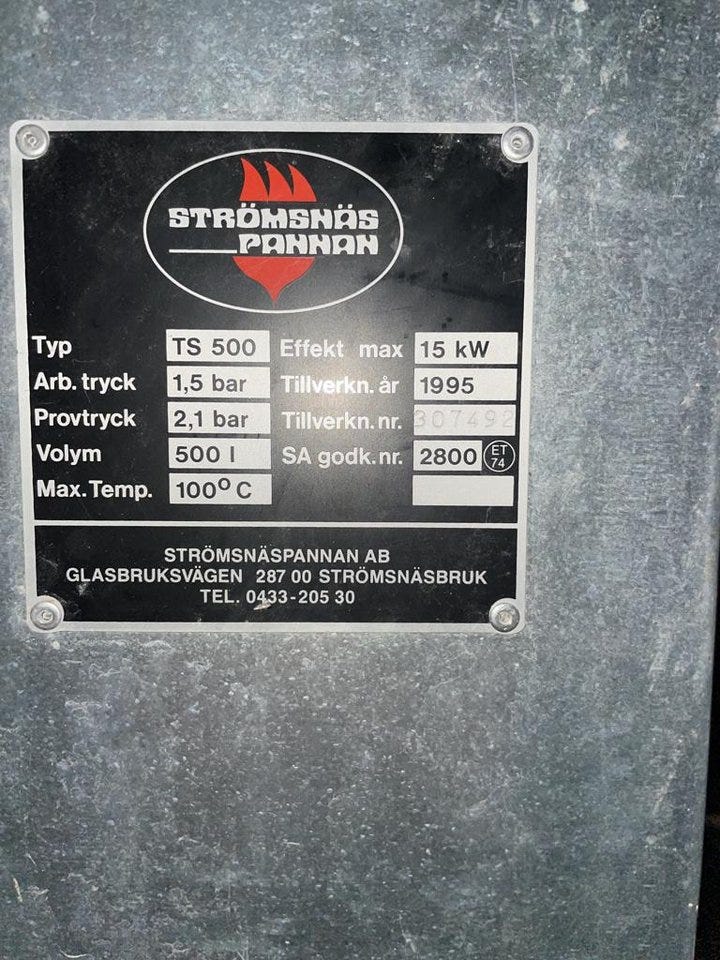 STRÖMSNÄS
PANNAN
Typ TS 500 Effekt max 15 kW
Arb. tryck 1,5 bar Tillverkn. år 1995
Provtryck 2,1 bar Tillverkn. nr. 307492
Volym 500 l SA godk. nr. 2800 ET 74
Max. Temp. 100° C
STRÖMSNÄSPANNAN AB
GLASBRUKSVÄGEN 287 00 STRÖMSNÄSBRUK
TEL. 0433-205 30